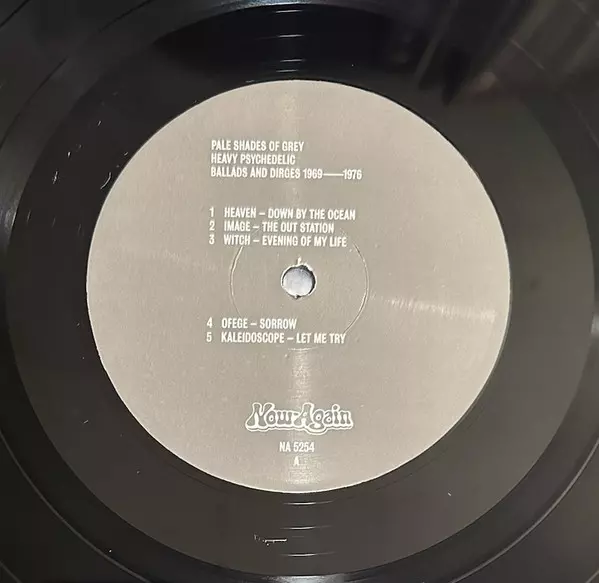 PALE SHADES OF GREY
HEAVY PSYCHEDELIC
BALLADS AND DIRGES 1969—1976
1 HEAVEN – DOWN BY THE OCEAN
2 IMAGE – THE OUT STATION
3 WITCH – EVENING OF MY LIFE
4 OFEGE – SORROW
5 KALEIDOSCOPE – LET ME TRY
Now-Again
NA 5254
A